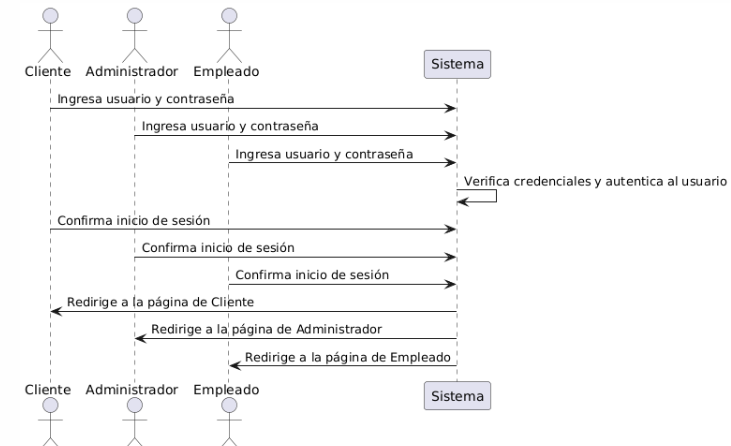 Cliente Administrador Empleado Sistema
Ingresa usuario y contraseña
Ingresa usuario y contraseña
Ingresa usuario y contraseña
Verifica credenciales y autentica al usuario
Confirma inicio de sesión
Confirma inicio de sesión
Confirma inicio de sesión
Redirige a la página de Cliente
Redirige a la página de Administrador
Redirige a la página de Empleado
Cliente Administrador Empleado Sistema